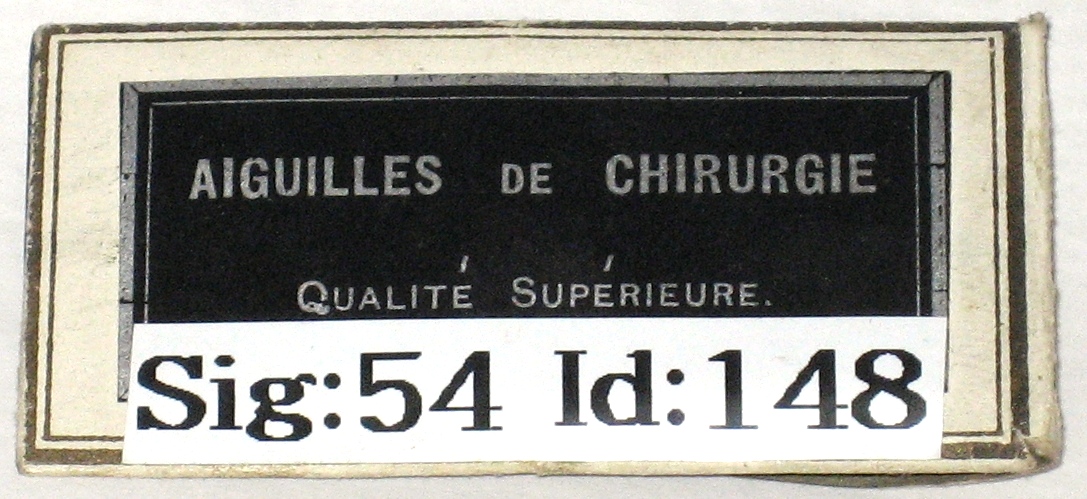 AIGUILLES DE CHIRURGIE
QUALITÉ SUPÉRIEURE.
Sig:54 Id:148